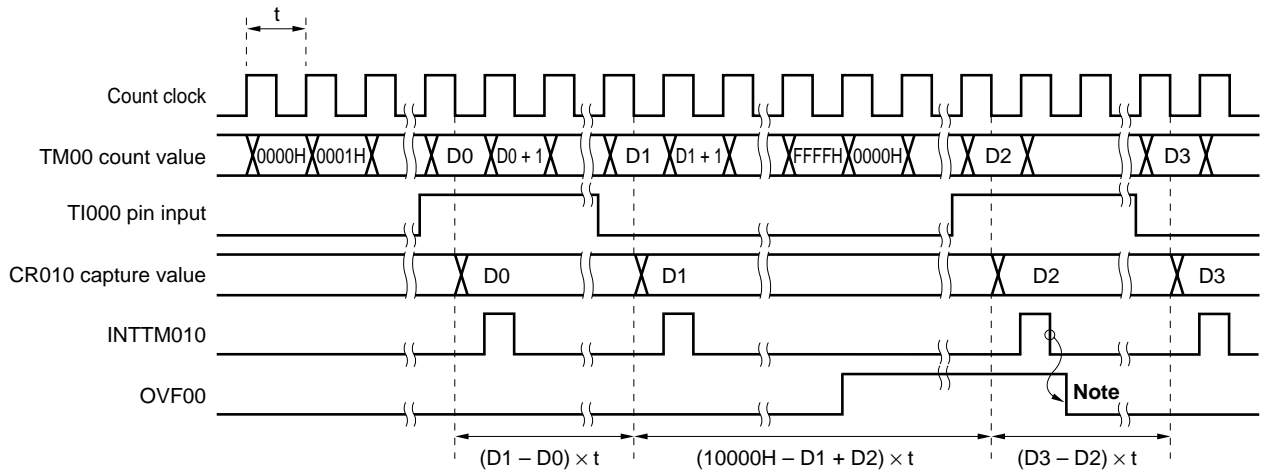 t
Count clock
TM00 count value
0000H 0001H D0 D0 + 1 D1 D1 + 1 FFFFH 0000H D2 D3
TI000 pin input
CR010 capture value
D0 D1 D2 D3
INTTM010
OVF00
Note
(D1 – D0) × t (10000H – D1 + D2) × t (D3 – D2) × t